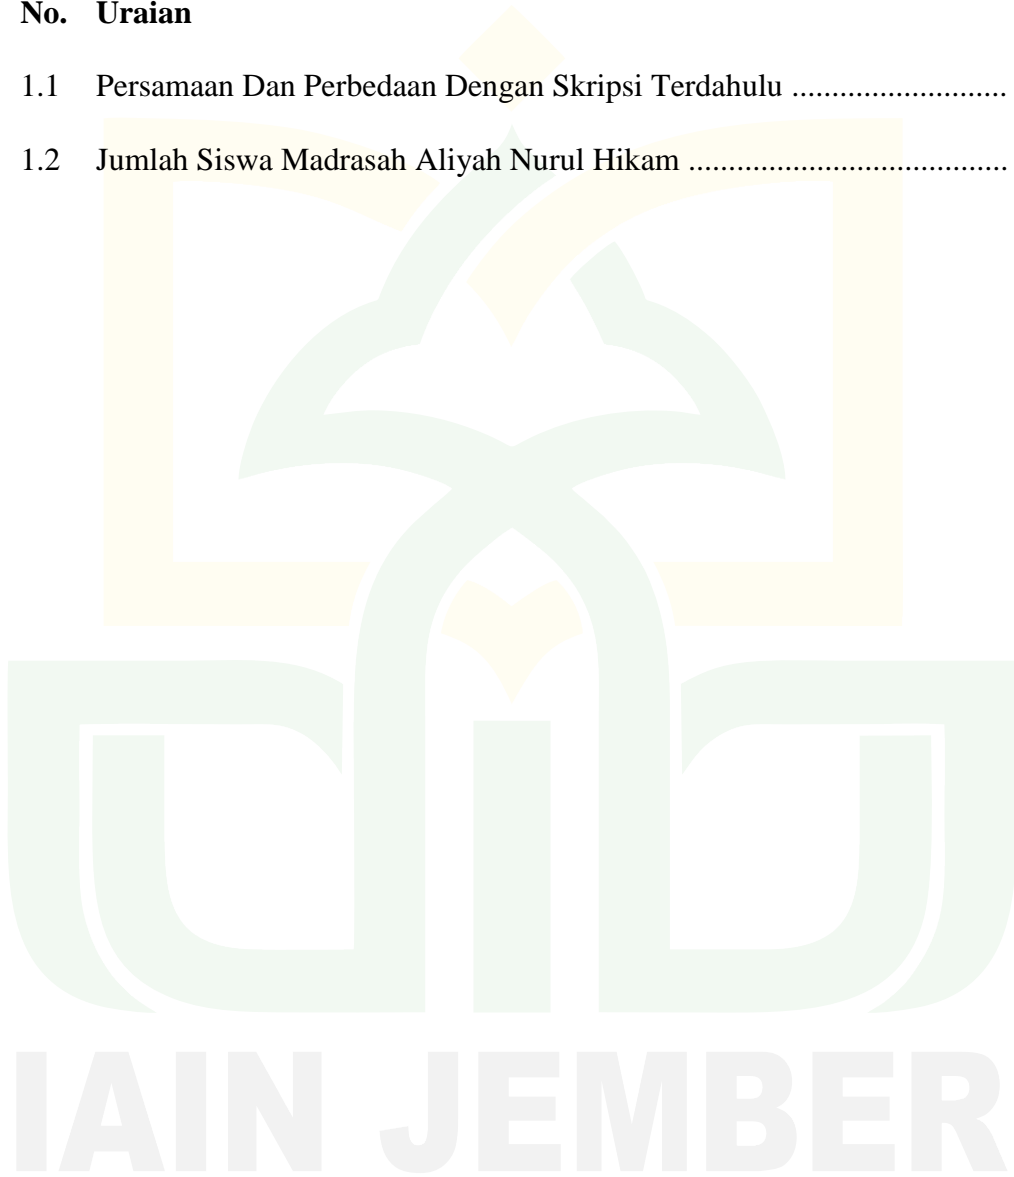 No. Uraian
1.1 Persamaan Dan Perbedaan Dengan Skripsi Terdahulu ...........................
1.2 Jumlah Siswa Madrasah Aliyah Nurul Hikam ........................................
IAIN JEMBER